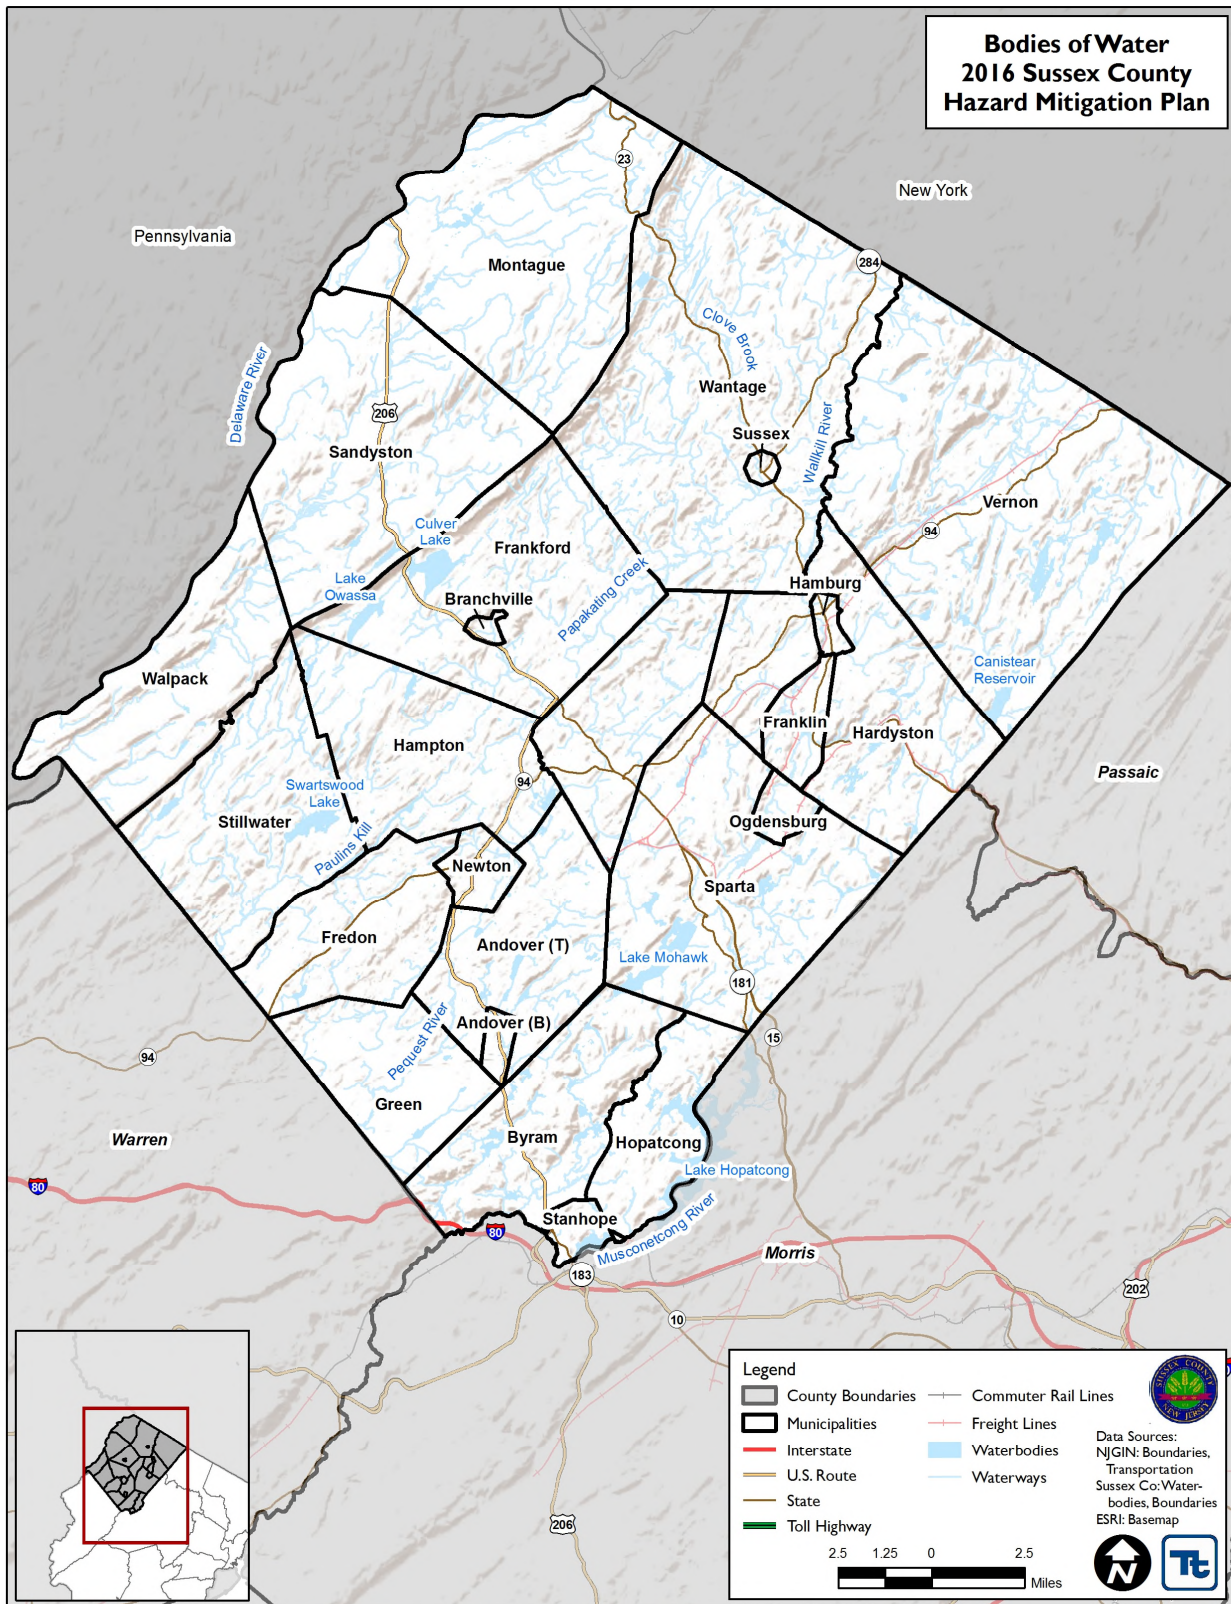 Bodies of Water
2016 Sussex County
Hazard Mitigation Plan
23
New York
Pennsylvania
284
Montague
Clove Brook
Wantage
Delaware River
206
Sussex
Wallkill River
Sandyston
Vernon
Culver
Lake
94
Frankford
Lake
Owassa
Hamburg
Branchville
Papakating Creek
Walpack
Canistear
Reservoir
Franklin
Hardyston
Hampton
Passaic
94
Swartswood
Lake
Stillwater
Ogdensburg
Paulins Kill
Newton
Sparta
Fredon
Andover (T)
Lake Mohawk
181
Andover (B)
15
Pequest River
94
Green
Warren
Byram
Hopatcong
Lake Hopatcong
80
Stanhope
80
Musconetcong River
Morris
183
202
10
206
Legend
County Boundaries
Municipalities
Interstate
U.S. Route
State
Toll Highway
Commuter Rail Lines
Freight Lines
Waterbodies
Waterways
SUSSEX COUNTY
NEW JERSEY
Data Sources:
NJGIN: Boundaries,
Transportation
Sussex Co: Water-
bodies, Boundaries
ESRI: Basemap
2.5 1.25 0 2.5
Miles
N
Tt